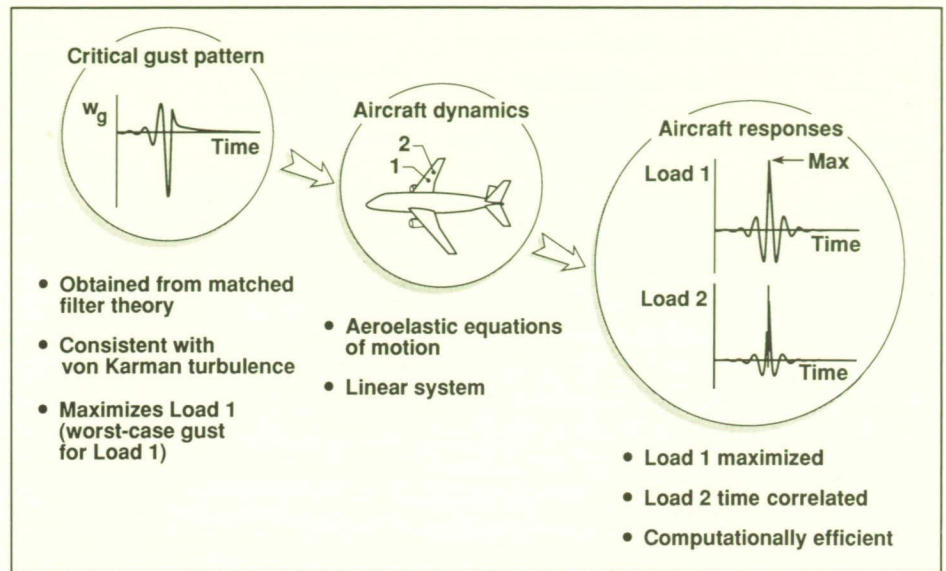 Critical gust pattern
wg
Time
• Obtained from matched
filter theory
• Consistent with
von Karman turbulence
• Maximizes Load 1
(worst-case gust
for Load 1)
Aircraft dynamics
2
1
• Aeroelastic equations
of motion
• Linear system
Aircraft responses
Load 1
Max
Time
Load 2
Time
• Load 1 maximized
• Load 2 time correlated
• Computationally efficient